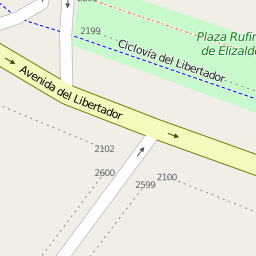 2199
Plaza Rufin
de Elizald
Ciclovía del Libertador
Avenida del Libertador
2102
2600
2599
2100